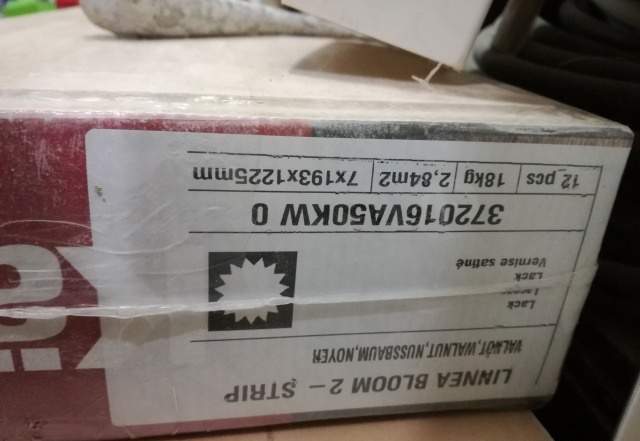 LINNEA BLOOM 2 - STRIP
VALNÖT,WALNUT,NUSSBAUM,NOYER
Lack
Lack
Vernise satiné
372016VA50KW 0
12 pcs 18kg 2,84m2 7x193x1225mm